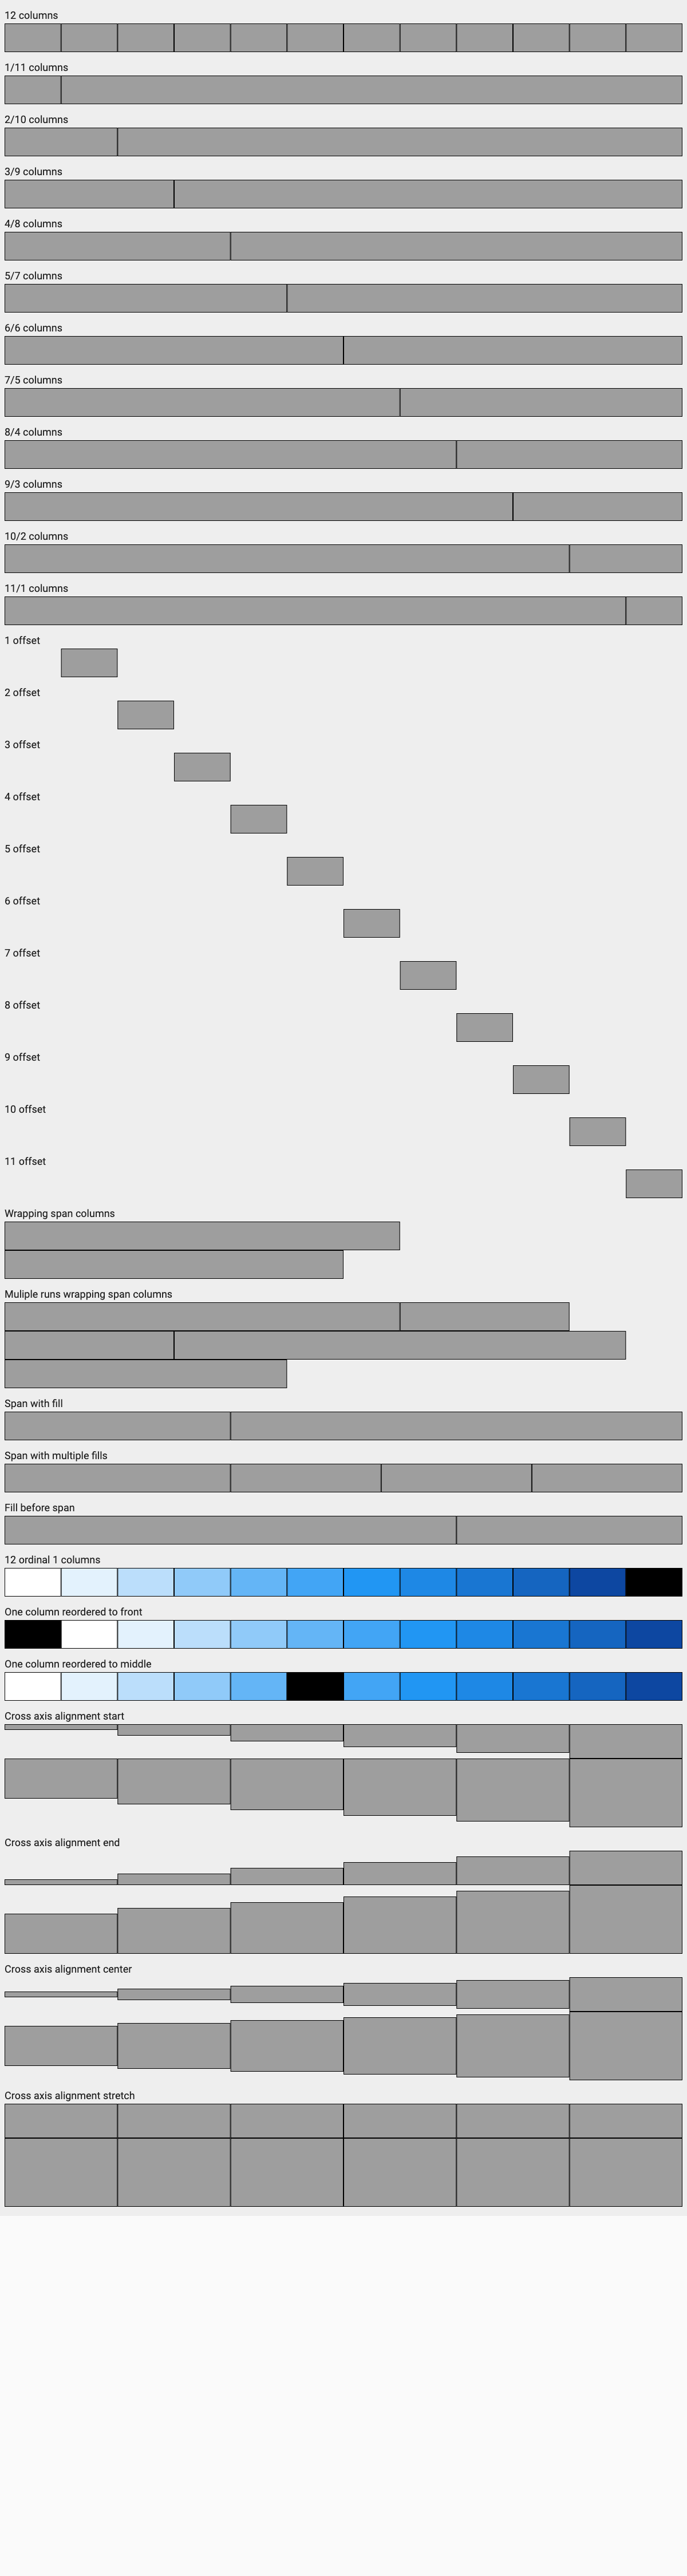 12 columns
1/11 columns
2/10 columns
3/9 columns
4/8 columns
5/7 columns
6/6 columns
7/5 columns
8/4 columns
9/3 columns
10/2 columns
11/1 columns
1 offset
2 offset
3 offset
4 offset
5 offset
6 offset
7 offset
8 offset
9 offset
10 offset
11 offset
Wrapping span columns
Muliple runs wrapping span columns
Span with fill
Span with multiple fills
Fill before span
12 ordinal 1 columns
One column reordered to front
One column reordered to middle
Cross axis alignment start
Cross axis alignment end
Cross axis alignment center
Cross axis alignment stretch